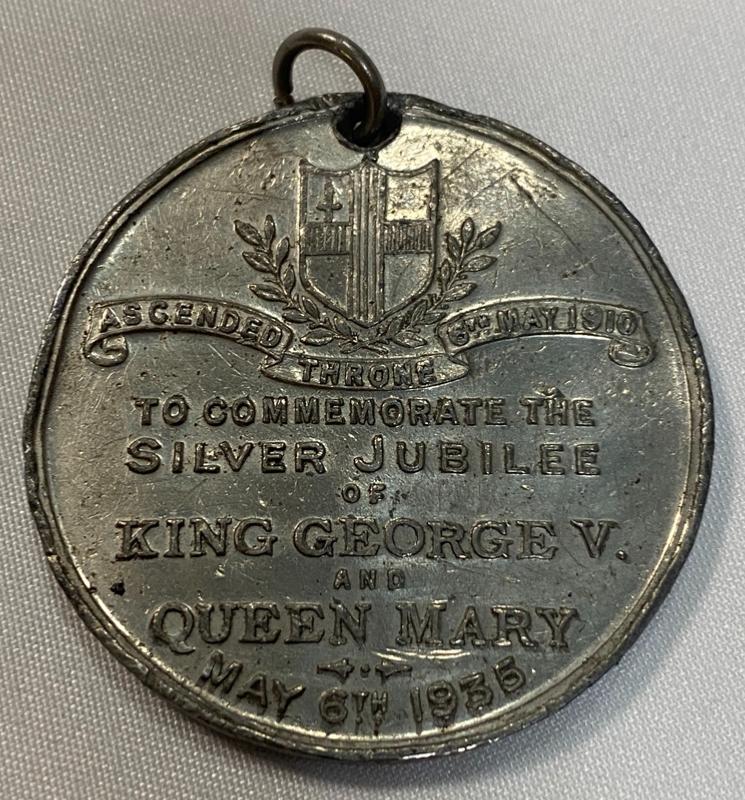 ASCENDED THRONE 6TH MAY 1910
TO COMMEMORATE THE
SILVER JUBILEE
OF
KING GEORGE V.
AND
QUEEN MARY
MAY 6TH 1935